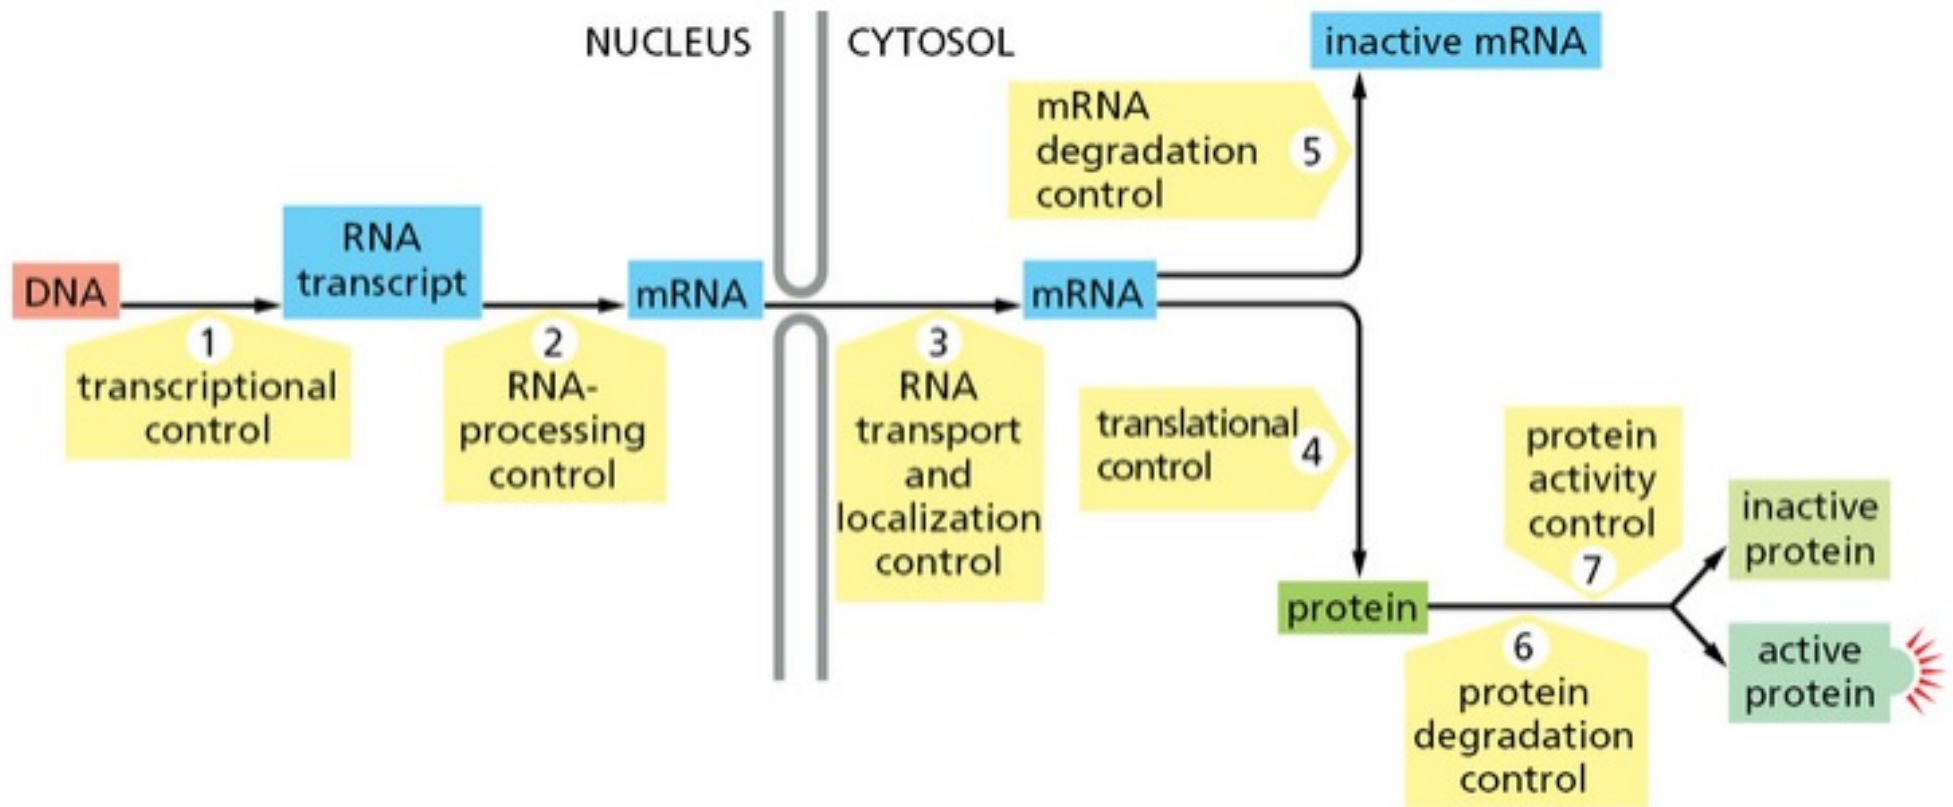 NUCLEUS
CYTOSOL
inactive mRNA
mRNA
degradation
control
5
DNA
RNA
transcript
mRNA
mRNA
1
transcriptional
control
2
RNA-
processing
control
3
RNA
transport
and
localization
control
translational
control
4
protein
activity
control
7
inactive
protein
protein
6
protein
degradation
control
active
protein